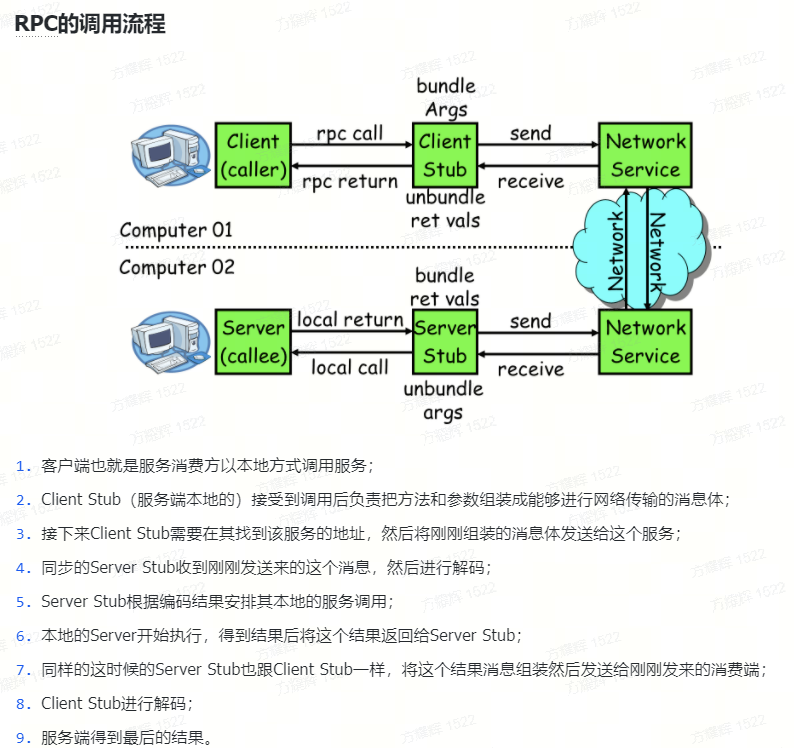 RPC的调用流程
bundle
Args
Client
(caller)
rpc call
rpc return
Client
Stub
send
receive
Network
Service
unbundle
ret vals
Computer 01
Network
Network
Computer 02
bundle
ret vals
Server
(callee)
local return
local call
Server
Stub
send
receive
Network
Service
unbundle
args
1. 客户端也就是服务消费方以本地方式调用服务；
2. Client Stub（服务端本地的）接受到调用后负责把方法和参数组装成能够进行网络传输的消息体；
3. 接下来Client Stub需要在其找到该服务的地址，然后将刚刚组装的消息体发送给这个服务；
4. 同步的Server Stub收到刚刚发送来的这个消息，然后进行解码；
5. Server Stub根据编码结果安排其本地的服务调用；
6. 本地的Server开始执行，得到结果后将这个结果返回给Server Stub；
7. 同样的这时候的Server Stub也跟Client Stub一样，将这个结果消息组装然后发送给刚刚发来的消费端；
8. Client Stub进行解码；
9. 服务端得到最后的结果。